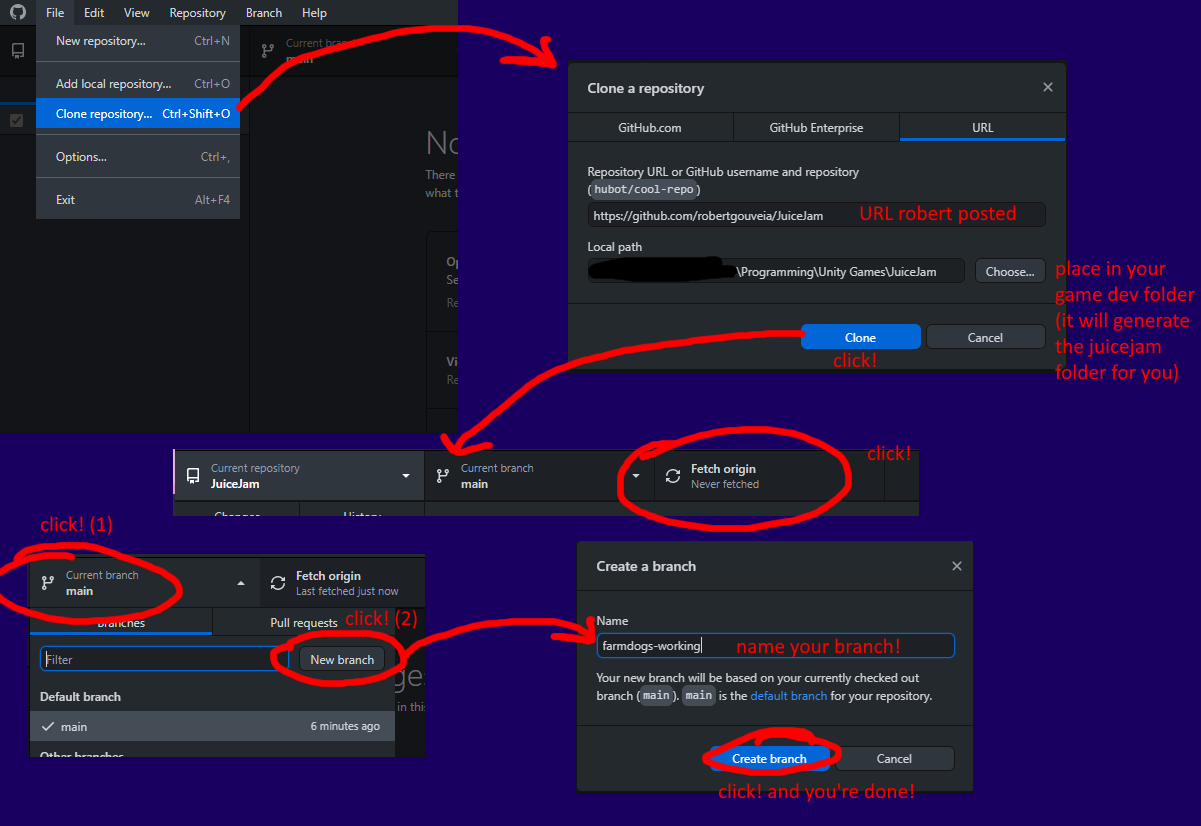 File Edit View Repository Branch Help
New repository... Ctrl+N
Add local repository... Ctrl+O
Clone repository... Ctrl+Shift+O
Options... Ctrl+,
Exit Alt+F4
Current branch
main
No
There
what t
Op
Se
Re
Vi
Re
Clone a repository
GitHub.com GitHub Enterprise URL
Repository URL or GitHub username and repository
(hubot/cool-repo)
https://github.com/robertgouveia/JuiceJam URL robert posted
Local path
\Programming\Unity Games\JuiceJam Choose...
place in your
game dev folder
(it will generate
the juicejam
folder for you)
Clone Cancel
click!
Current repository
JuiceJam
Current branch
main
Fetch origin
Never fetched
click!
Changes History
click! (1)
Current branch
main
Fetch origin
Last fetched just now
click! (2)
Branches Pull requests
Filter New branch
ges
in this
Default branch
main 6 minutes ago
Other branches
Create a branch
Name
farmdogs-working name your branch!
Your new branch will be based on your currently checked out
branch (main). main is the default branch for your repository.
Create branch Cancel
click! and you're done!